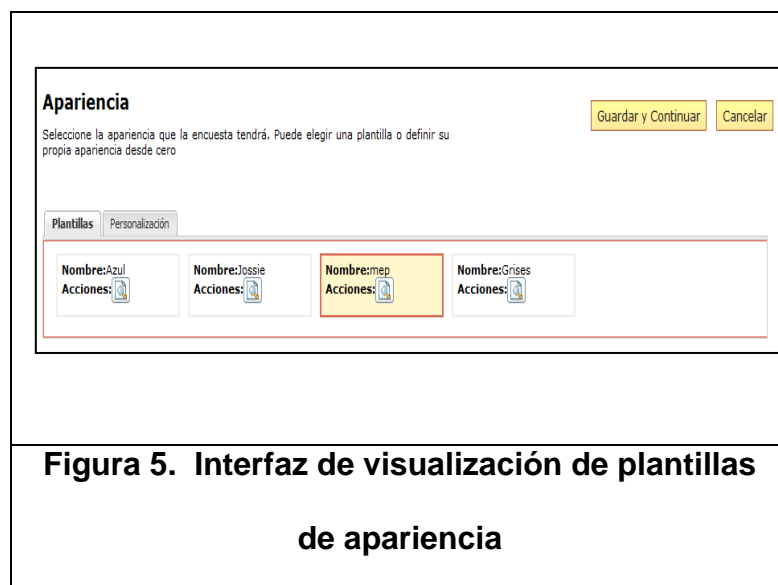 Apariencia
Guardar y Continuar Cancelar
Seleccione la apariencia que la encuesta tendrá. Puede elegir una plantilla o definir su
propia apariencia desde cero
Plantillas Personalización
Nombre:Azul Nombre:Jossie Nombre:mep Nombre:Grises
Acciones: Acciones: Acciones: Acciones:
Figura 5. Interfaz de visualización de plantillas
de apariencia